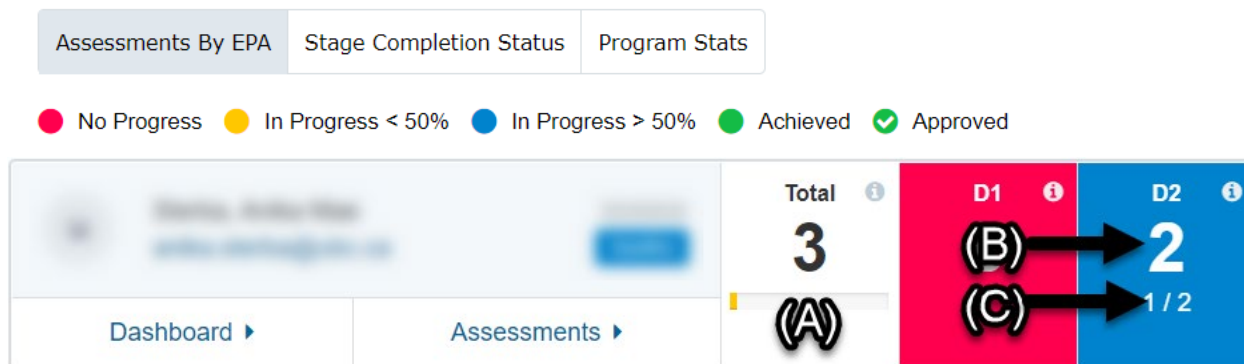 Assessments By EPA Stage Completion Status Program Stats
No Progress In Progress < 50% In Progress > 50% Achieved Approved
Total D1 D2
3 (B) 2
(A) (C) 1 / 2
Dashboard Assessments